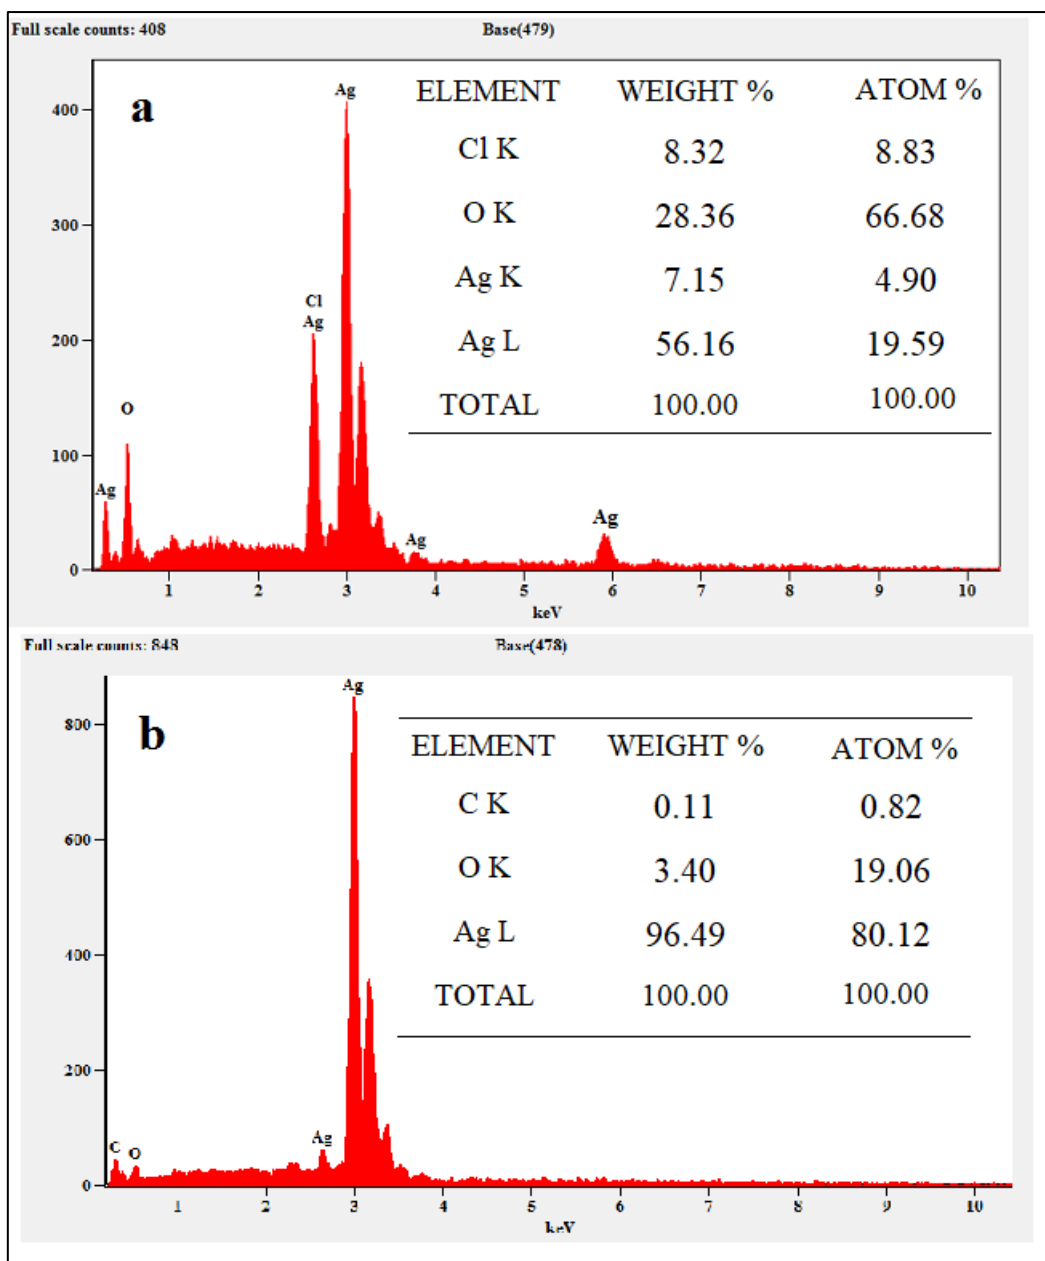 Full scale counts: 408 Base(479)
a
ELEMENT WEIGHT % ATOM %
Cl K 8.32 8.83
O K 28.36 66.68
Ag K 7.15 4.90
Ag L 56.16 19.59
TOTAL 100.00 100.00
400
300
200
100
0
Ag
O
Cl
Ag
Ag
Ag
Ag
1 2 3 4 5 6 7 8 9 10
keV
Full scale counts: 848 Base(478)
b
ELEMENT WEIGHT % ATOM %
C K 0.11 0.82
O K 3.40 19.06
Ag L 96.49 80.12
TOTAL 100.00 100.00
800
600
400
200
0
C
O
Ag
Ag
1 2 3 4 5 6 7 8 9 10
keV